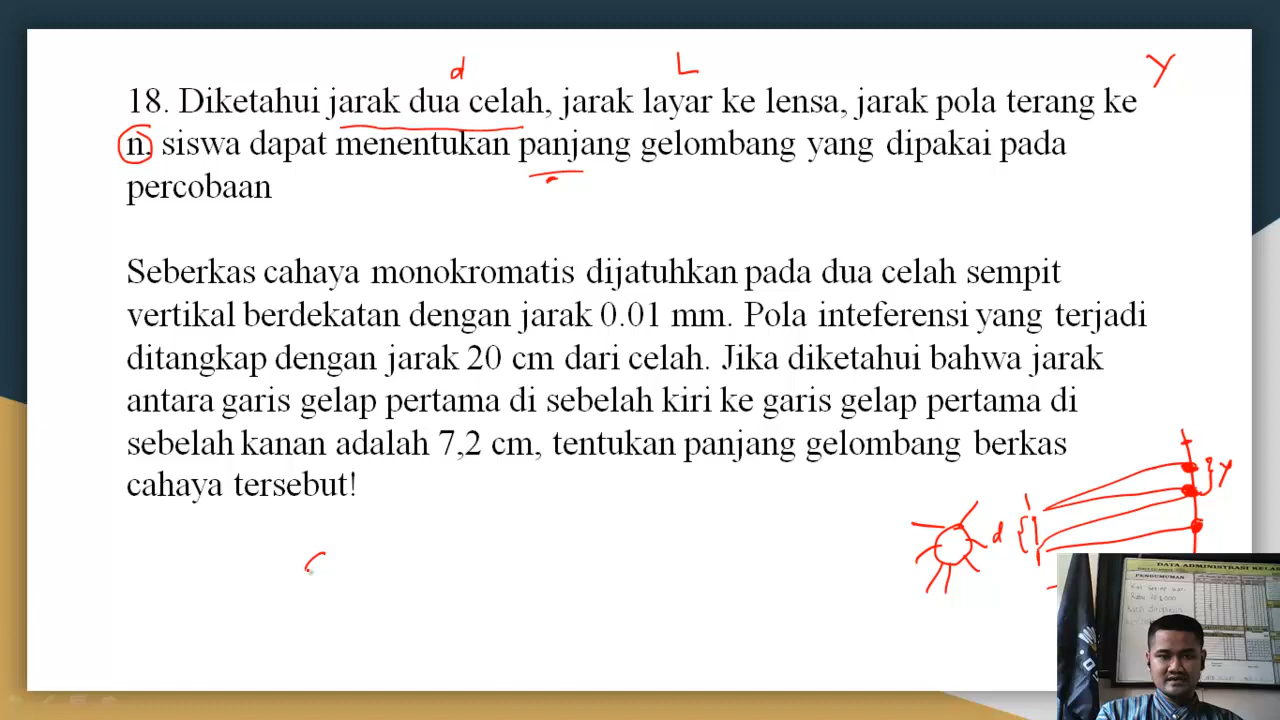 d L Y
18. Diketahui jarak dua celah, jarak layar ke lensa, jarak pola terang ke
n, siswa dapat menentukan panjang gelombang yang dipakai pada
percobaan
Seberkas cahaya monokromatis dijatuhkan pada dua celah sempit
vertikal berdekatan dengan jarak 0.01 mm. Pola inteferensi yang terjadi
ditangkap dengan jarak 20 cm dari celah. Jika diketahui bahwa jarak
antara garis gelap pertama di sebelah kiri ke garis gelap pertama di
sebelah kanan adalah 7,2 cm, tentukan panjang gelombang berkas
cahaya tersebut!
Y
d
DATA ADMINISTRASI KELAS
PENGUMUMAN